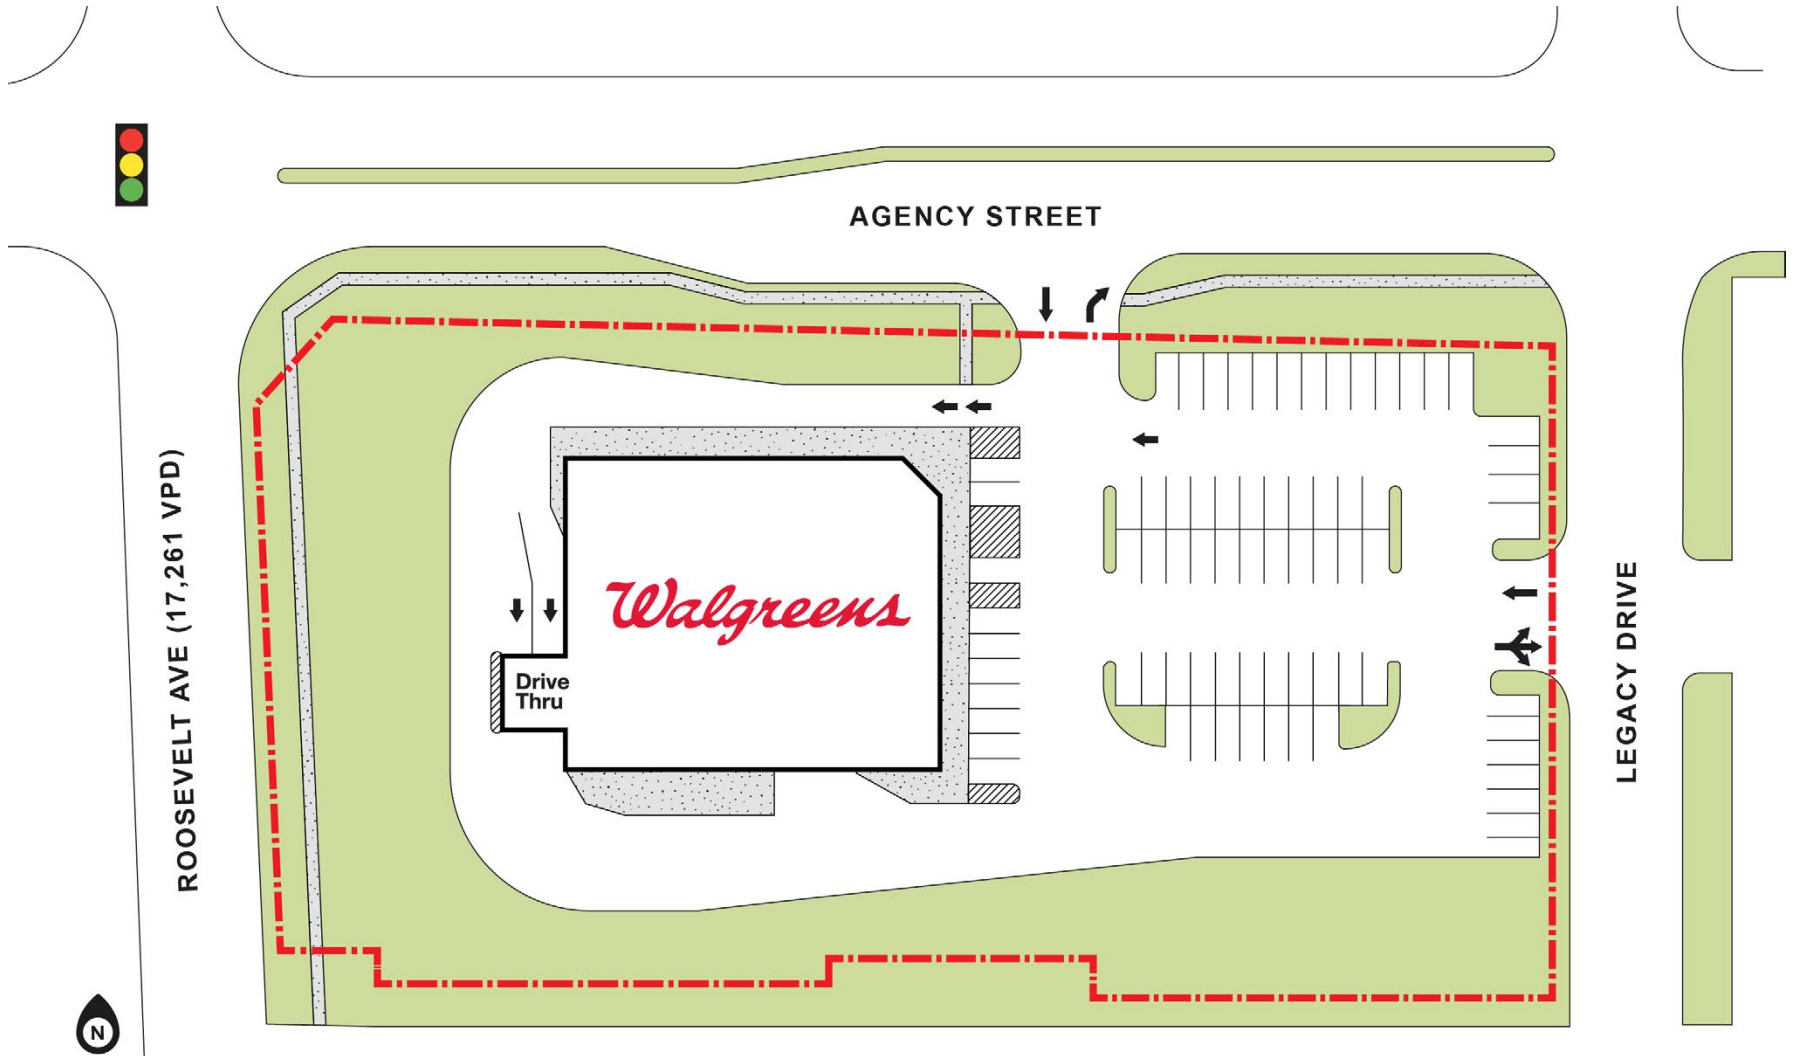 AGENCY STREET
ROOSEVELT AVE (17,261 VPD)
Walgreens
Drive
Thru
LEGACY DRIVE
N